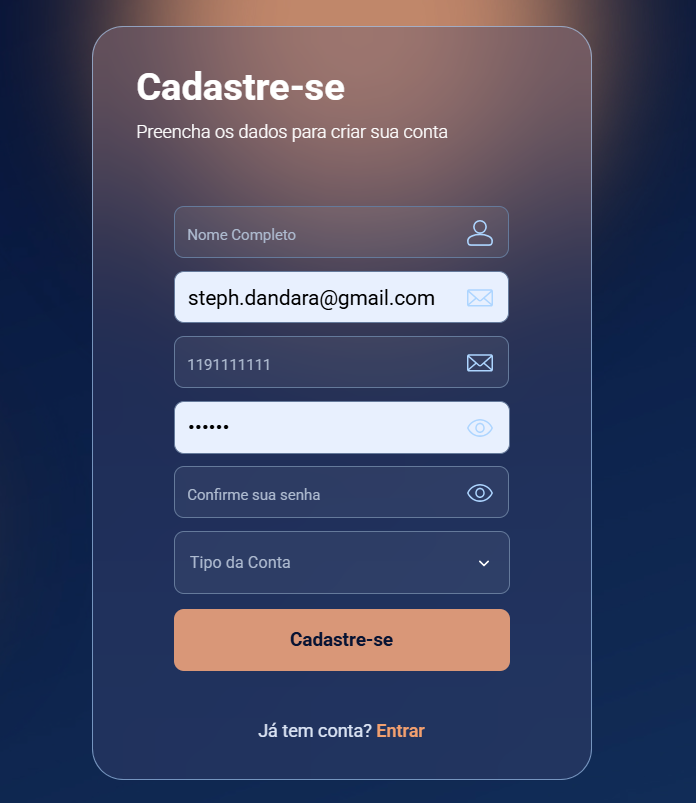 Cadastre-se
Preencha os dados para criar sua conta
Nome Completo
steph.dandara@gmail.com
1191111111
••••••
Confirme sua senha
Tipo da Conta
Cadastre-se
Já tem conta? Entrar